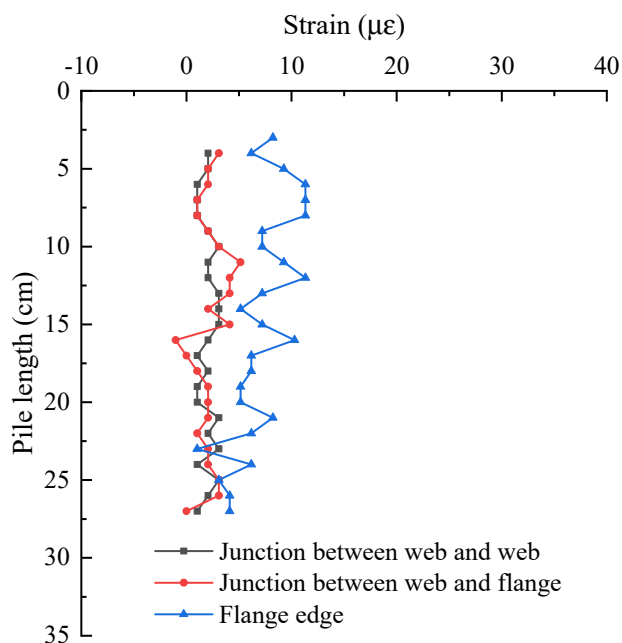 Strain (με)
-10 0 10 20 30 40
0
5
10
15
20
25
30
35
Pile length (cm)
Junction between web and web
Junction between web and flange
Flange edge